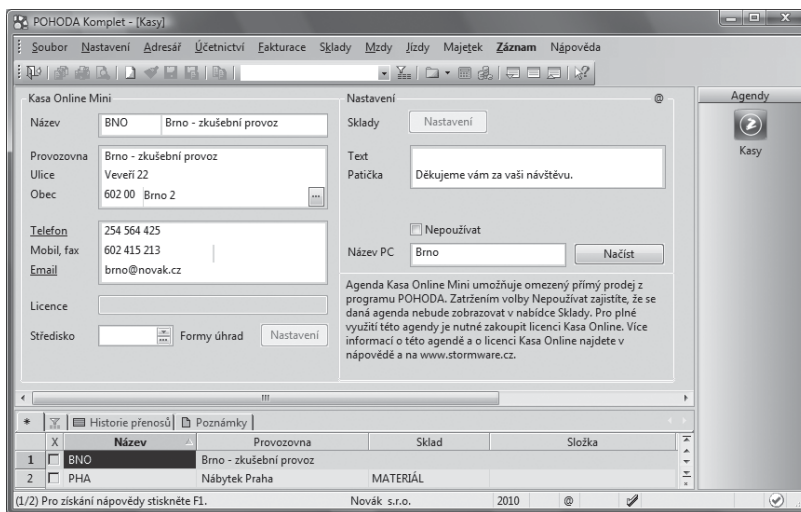 POHODA Komplet - [Kasy]
Soubor Nastavení Adresář Účetnictví Fakturace Sklady Mzdy Jízdy Majetek Záznam Nápověda
Kasa Online Mini
Název BNO Brno - zkušební provoz
Provozovna Brno - zkušební provoz
Ulice Veveří 22
Obec 602 00 Brno 2 ...
Telefon 254 564 425
Mobil, fax 602 415 213
Email brno@novak.cz
Licence
Středisko Formy úhrad Nastavení
Nastavení @
Sklady Nastavení
Text
Patička Děkujeme vám za vaši návštěvu.
Nepoužívat
Název PC Brno Načíst
Agenda Kasa Online Mini umožňuje omezený přímý prodej z
programu POHODA. Zatržením volby Nepoužívat zajistíte, že se
daná agenda nebude zobrazovat v nabídce Sklady. Pro plné
využití této agendy je nutné zakoupit licenci Kasa Online. Více
informací o této agendě a o licenci Kasa Online najdete v
nápovědě a na www.stormware.cz.
Agendy
Kasy
* Historie přenosů Poznámky
X Název Provozovna Sklad Složka
1 BNO Brno - zkušební provoz
2 PHA Nábytek Praha MATERIÁL
(1/2) Pro získání nápovědy stiskněte F1. Novák s.r.o. 2010 @